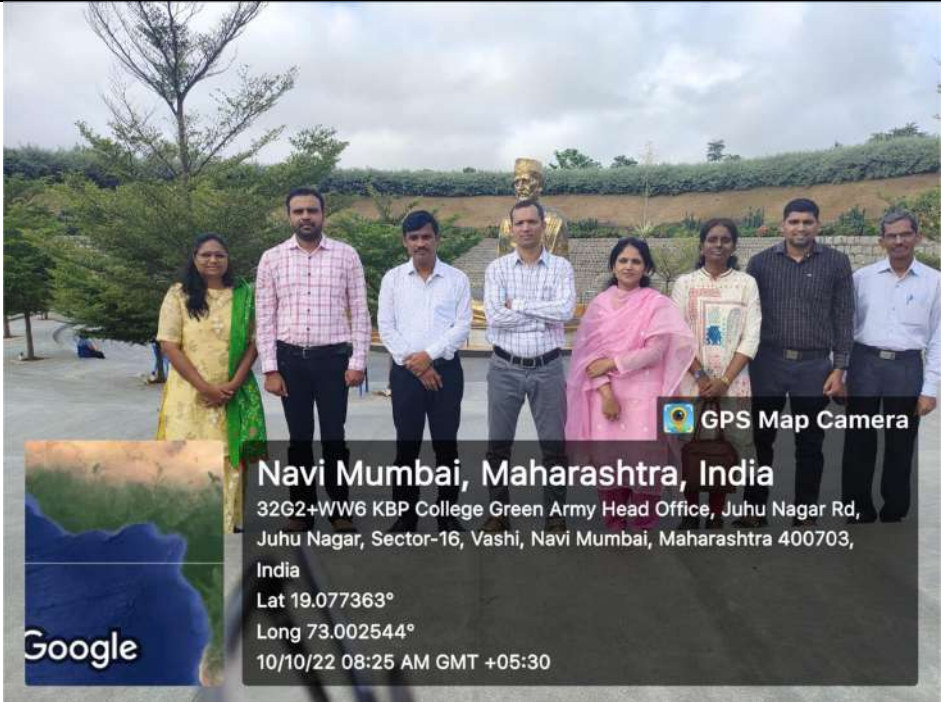 GPS Map Camera
Navi Mumbai, Maharashtra, India
32G2+WW6 KBP College Green Army Head Office, Juhu Nagar Rd,
Juhu Nagar, Sector-16, Vashi, Navi Mumbai, Maharashtra 400703,
India
Lat 19.077363°
Long 73.002544°
10/10/22 08:25 AM GMT +05:30
Google